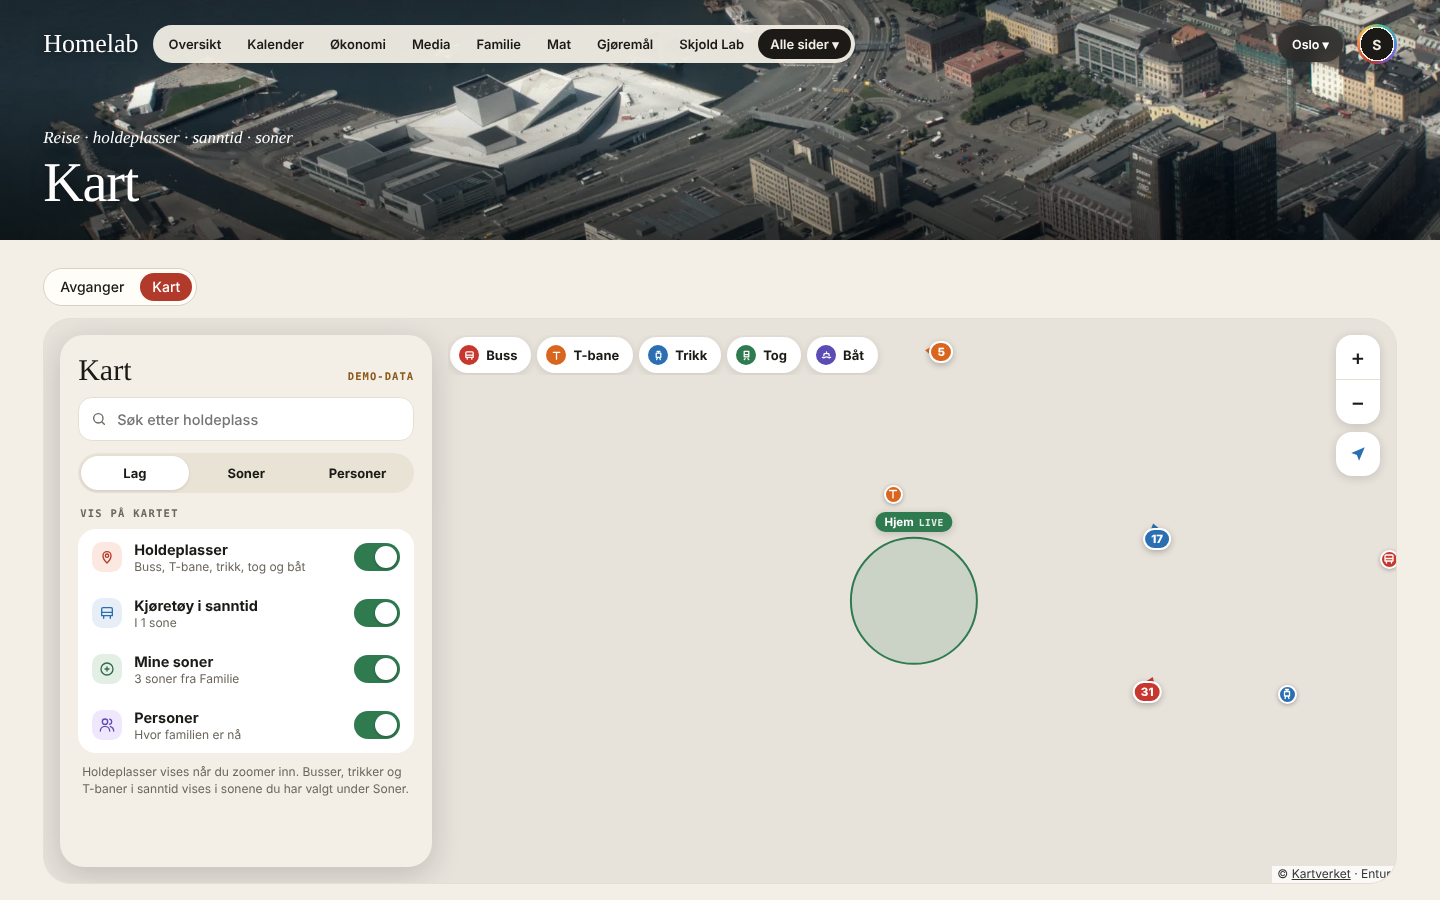 Homelab
Oversikt Kalender Økonomi Media Familie Mat Gjøremål Skjold Lab Alle sider ▾
Oslo ▾
S
Reise · holdeplasser · sanntid · soner
Kart
Avganger Kart
Kart
DEMO-DATA
Søk etter holdeplass
Lag Soner Personer
VIS PÅ KARTET
Holdeplasser
Buss, T-bane, trikk, tog og båt
Kjøretøy i sanntid
I 1 sone
Mine soner
3 soner fra Familie
Personer
Hvor familien er nå
Holdeplasser vises når du zoomer inn. Busser, trikker og
T-baner i sanntid vises i sonene du har valgt under Soner.
Buss T T-bane Trikk Tog Båt
5
+
−
T
Hjem LIVE
17
31
© Kartverket · Entur